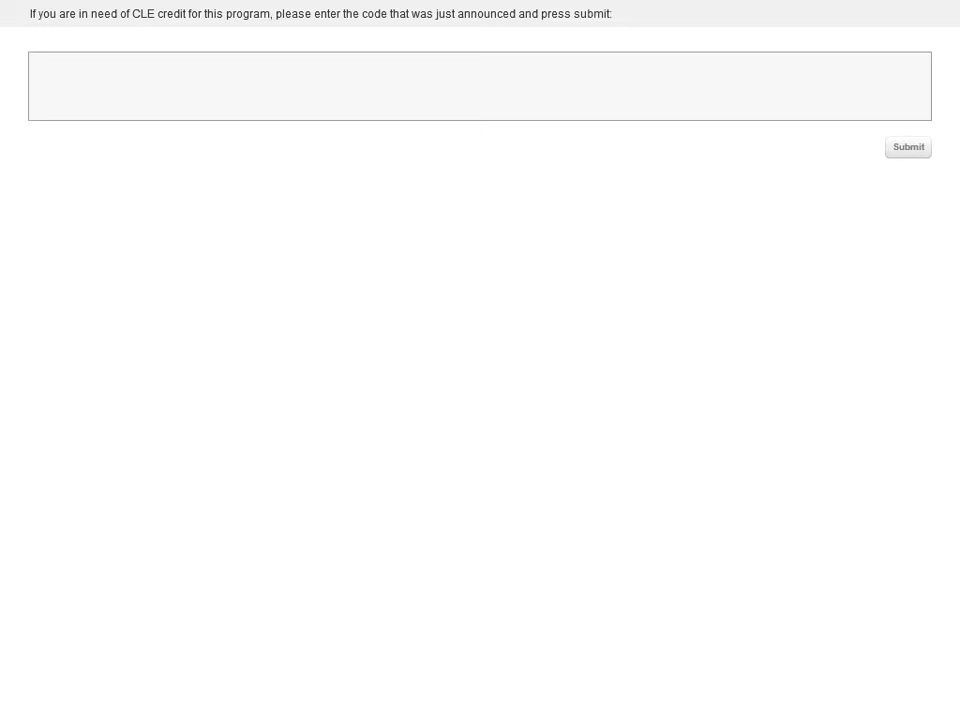 If you are in need of CLE credit for this program, please enter the code that was just announced and press submit:
Submit